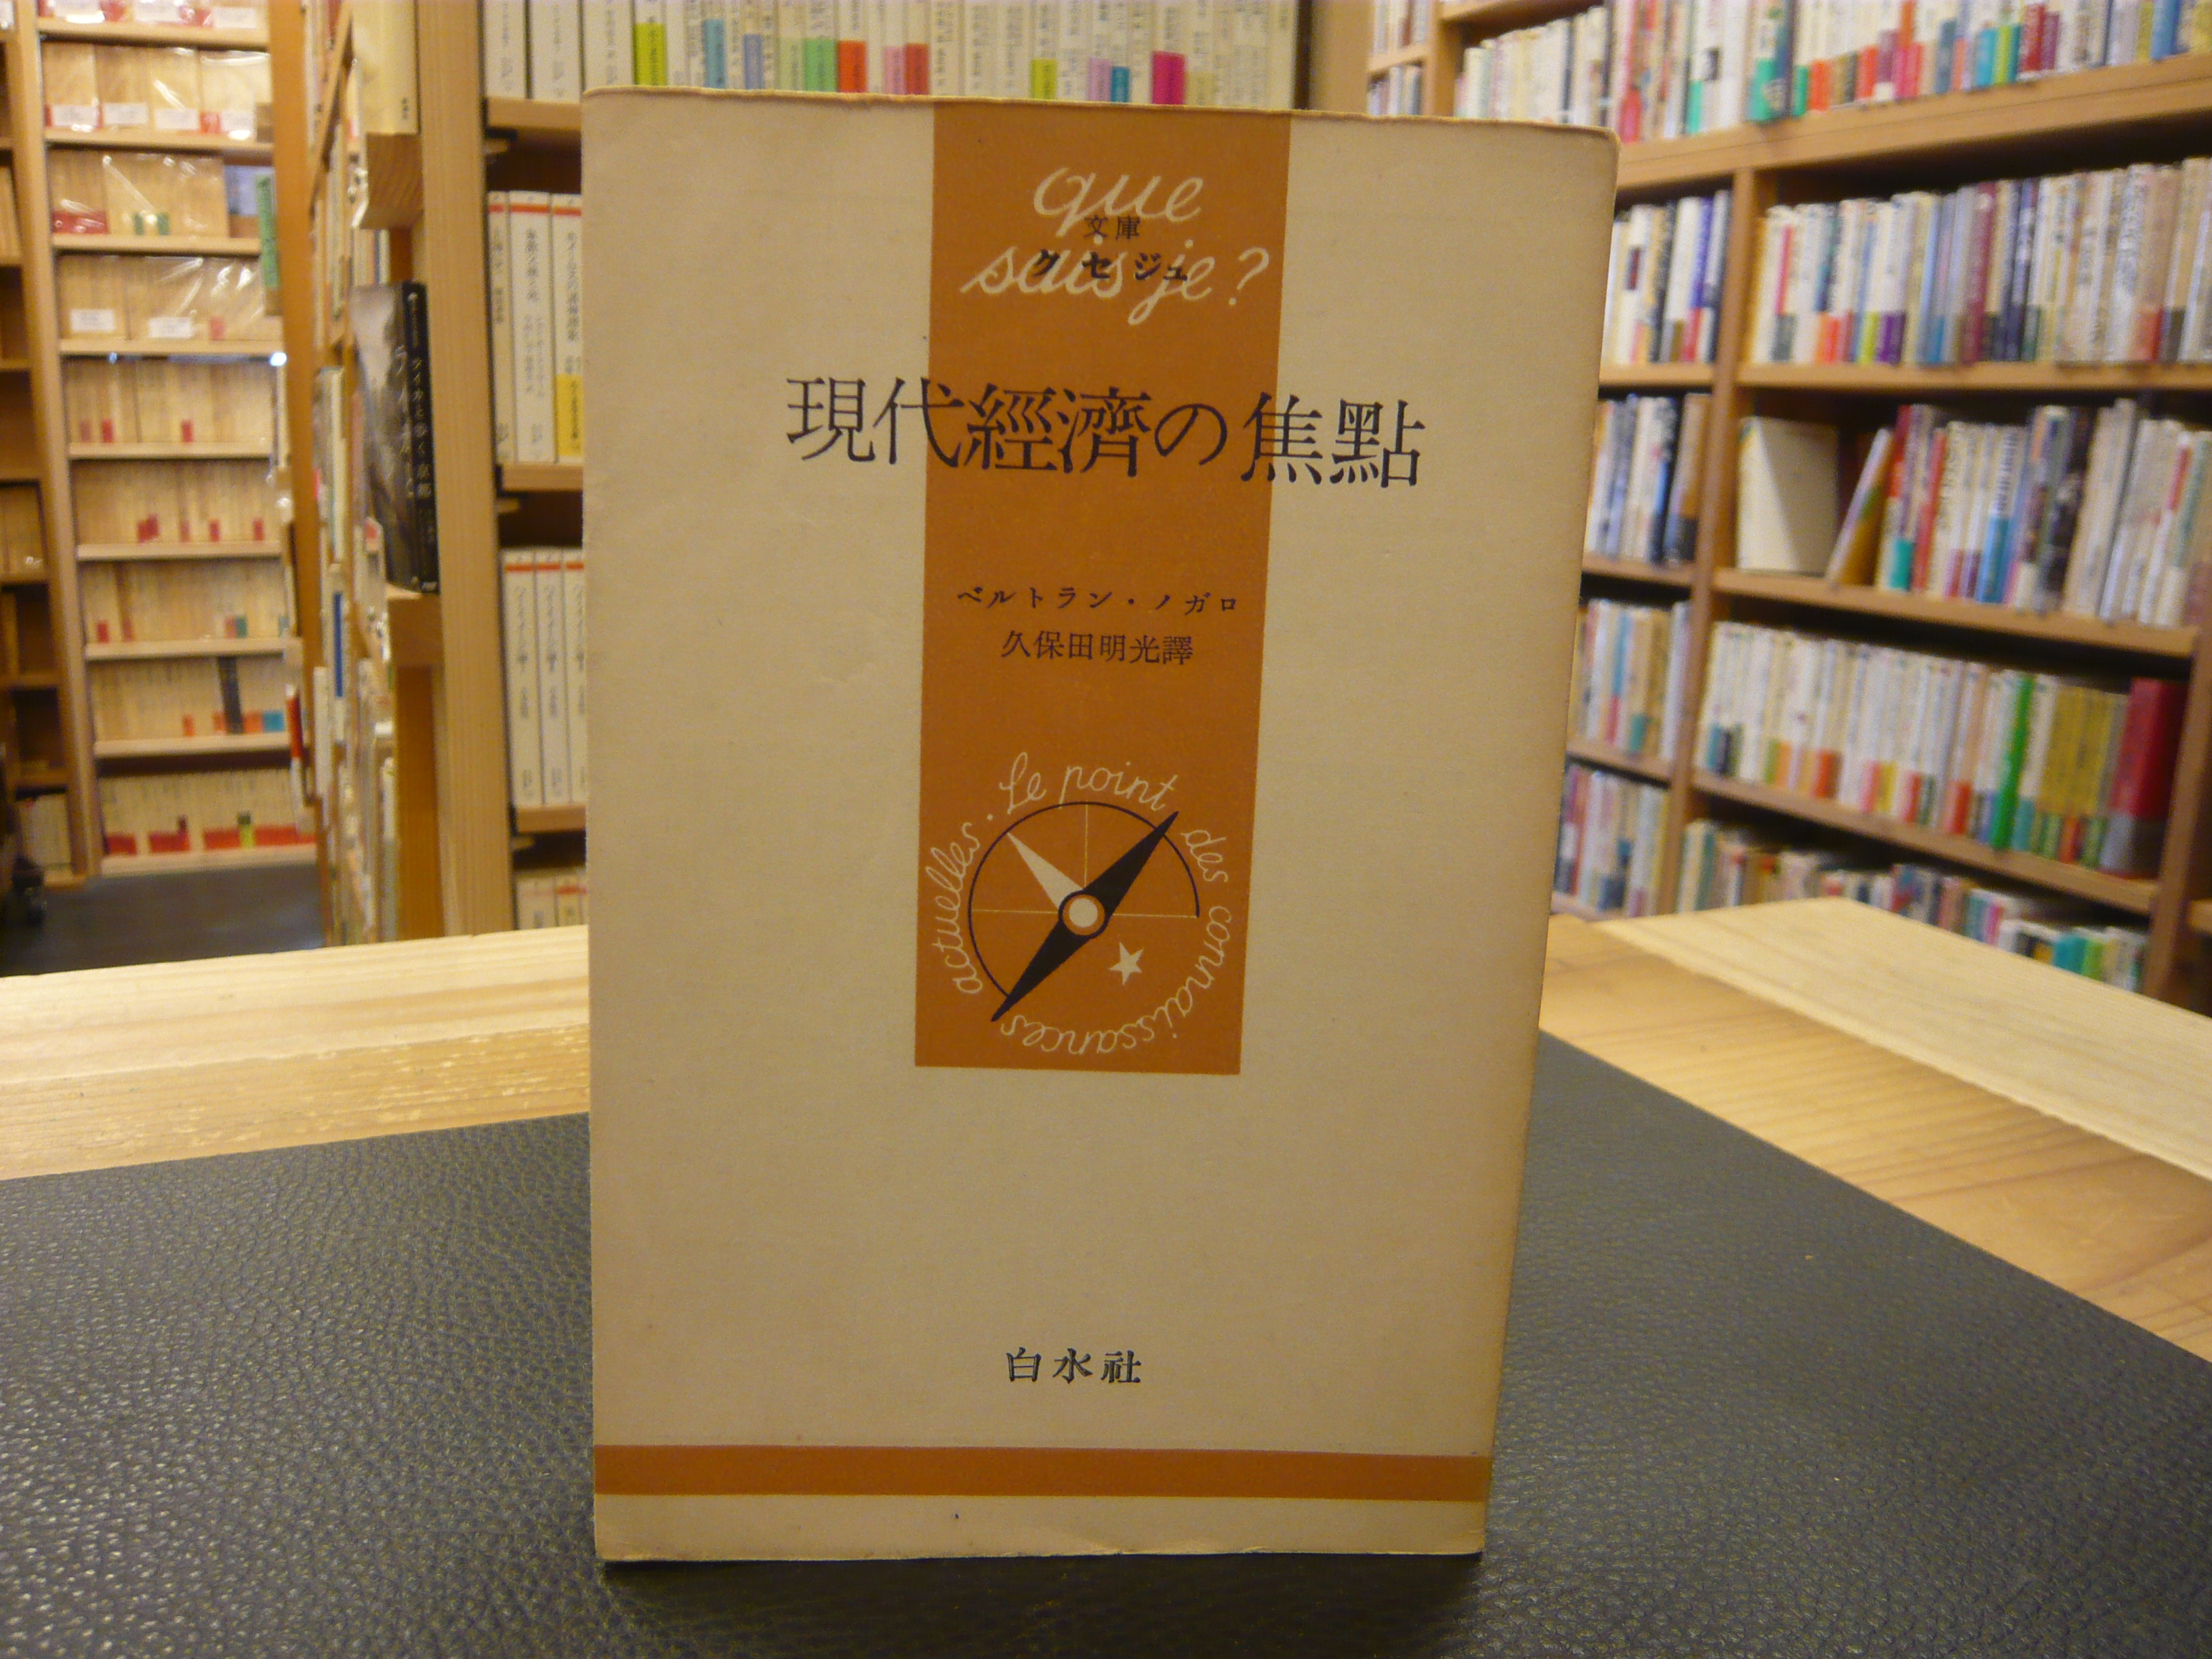 que
文庫
sais-je?
クセジュ
現代經濟の焦點
ベルトラン・ノガロ
久保田明光譯
Le point des connaissances actuelles.
白水社